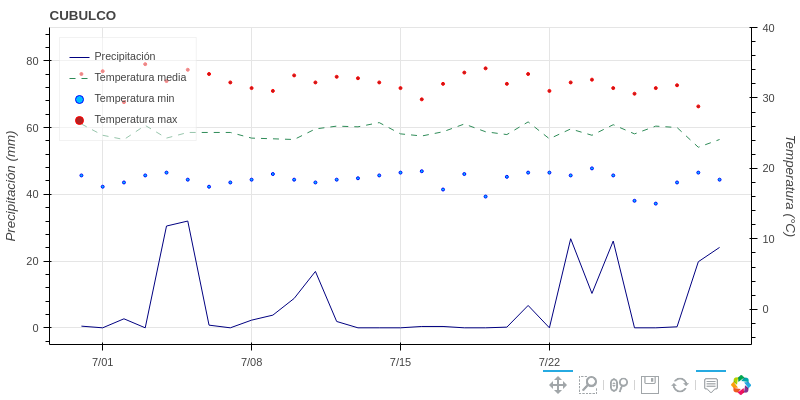 CUBULCO
Precipitación
Temperatura media
Temperatura min
Temperatura max
Precipitación (mm)
80
60
40
20
0
Temperatura (°C)
40
30
20
10
0
7/01
7/08
7/15
7/22